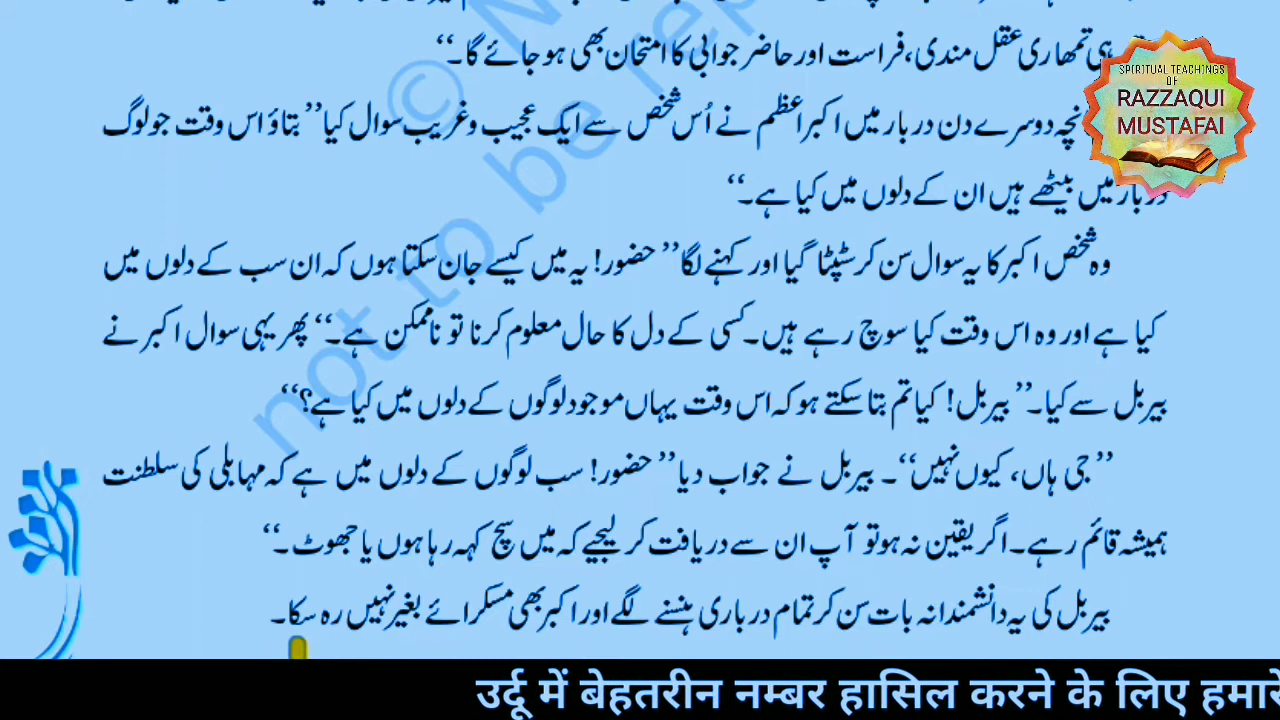 ہی تمھاری عقل مندی، فراست اور حاضر جوابی کا امتحان بھی ہو جائے گا۔“
دوسرے دن دربار میں اکبر اعظم نے اُس شخص سے ایک عجیب و غریب سوال کیا ”بتاؤ اس وقت جو لوگ
دربار میں بیٹھے ہیں ان کے دلوں میں کیا ہے۔“
وہ شخص اکبر کا یہ سوال سن کر سٹپٹا گیا اور کہنے لگا ”حضور! یہ میں کیسے جان سکتا ہوں کہ ان سب کے دلوں میں
کیا ہے اور وہ اس وقت کیا سوچ رہے ہیں۔ کسی کے دل کا حال معلوم کرنا تو ناممکن ہے۔“ پھر یہی سوال اکبر نے
بیربل سے کیا۔ ”بیربل! کیا تم بتا سکتے ہو کہ اس وقت یہاں موجود لوگوں کے دلوں میں کیا ہے؟“
”جی ہاں، کیوں نہیں“۔ بیربل نے جواب دیا ”حضور! سب لوگوں کے دلوں میں ہے کہ مہابلی کی سلطنت
ہمیشہ قائم رہے۔ اگر یقین نہ ہو تو آپ ان سے دریافت کر لیجیے کہ میں سچ کہہ رہا ہوں یا جھوٹ۔“
بیربل کی یہ دانشمندانہ بات سن کر تمام درباری ہنسنے لگے اور اکبر بھی مسکرائے بغیر نہیں رہ سکا۔
SPIRITUAL TEACHINGS
OF
RAZZAQUI
MUSTAFAI
© N
not to be rep
उर्दू में बेहतरीन नम्बर हासिल करने के लिए हमारे